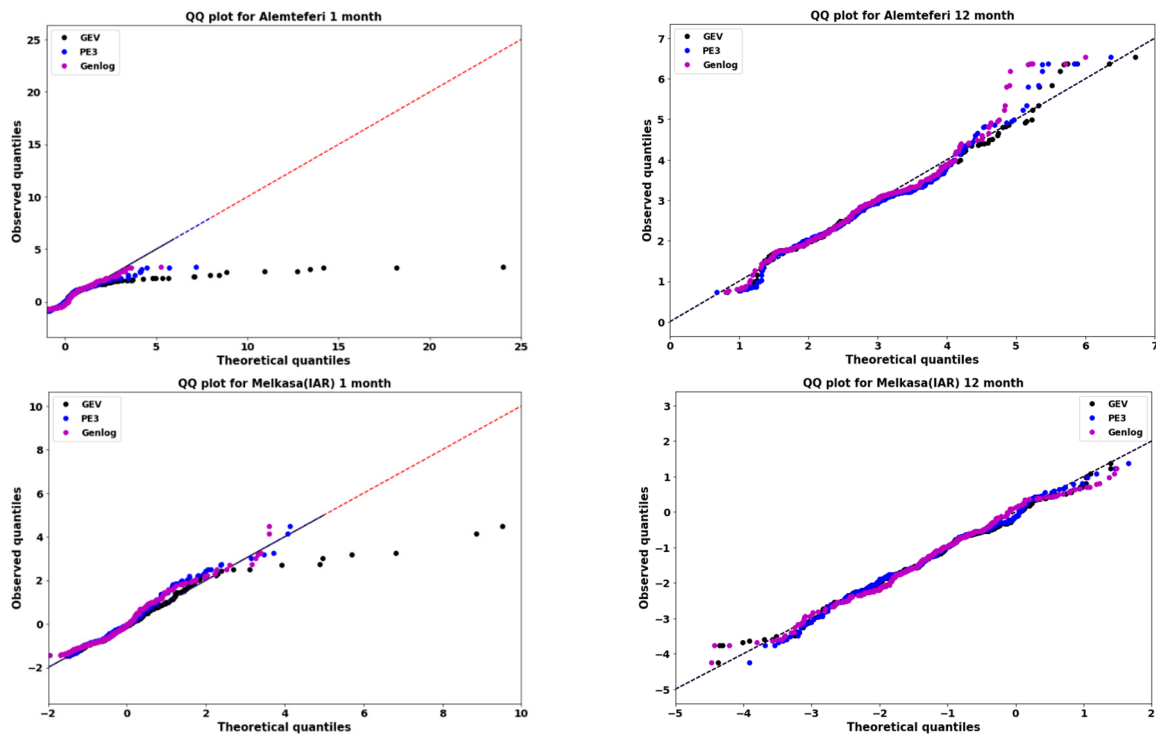 QQ plot for Alemteferi 1 month
GEV
PE3
Genlog
25
20
15
10
5
0
Observed quantiles
0 5 10 15 20 25
Theoretical quantiles
QQ plot for Alemteferi 12 month
GEV
PE3
Genlog
7
6
5
4
3
2
1
0
Observed quantiles
0 1 2 3 4 5 6 7
Theoretical quantiles
QQ plot for Melkasa(IAR) 1 month
GEV
PE3
Genlog
10
8
6
4
2
0
−2
Observed quantiles
−2 0 2 4 6 8 10
Theoretical quantiles
QQ plot for Melkasa(IAR) 12 month
GEV
PE3
Genlog
3
2
1
0
−1
−2
−3
−4
−5
Observed quantiles
−5 −4 −3 −2 −1 0 1 2
Theoretical quantiles